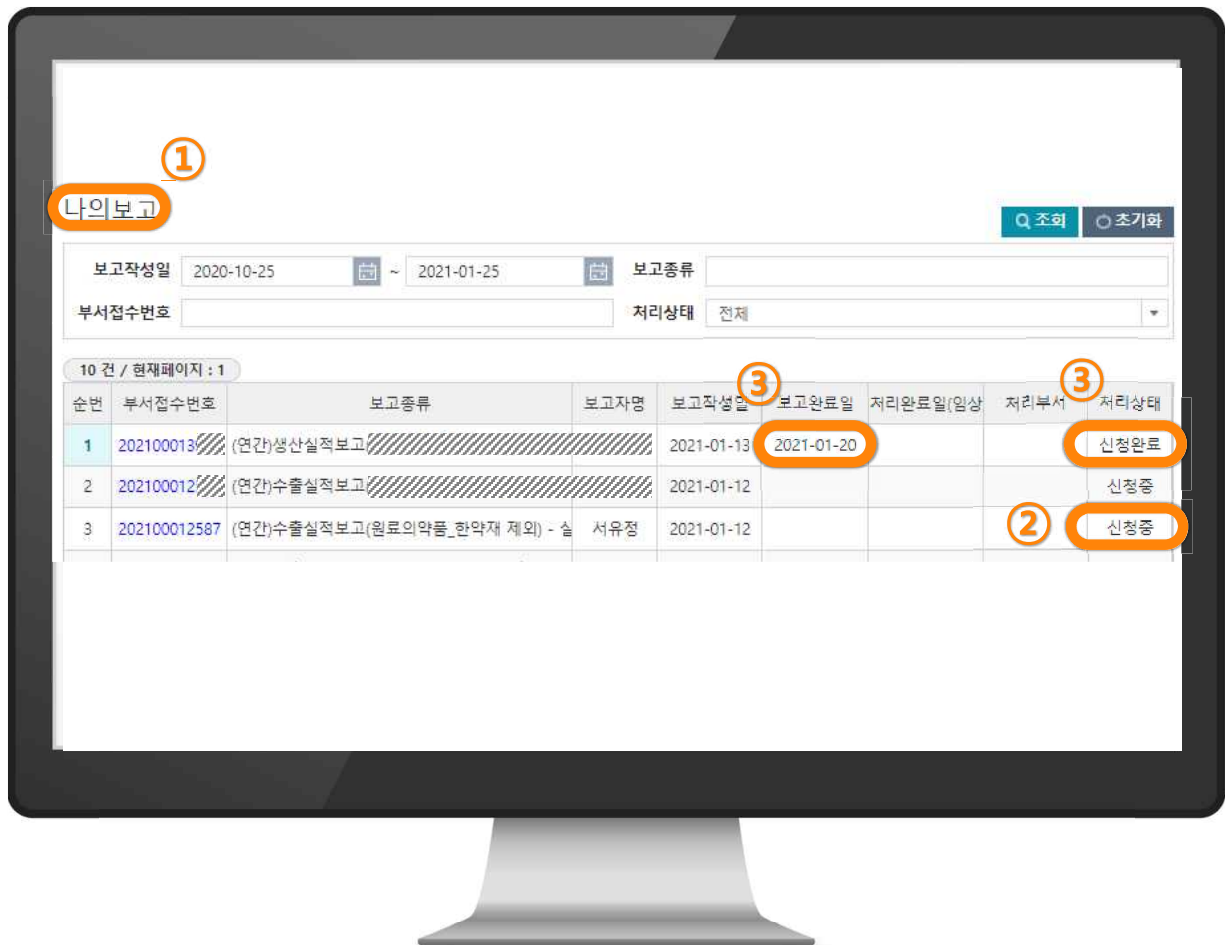 ①
나의보고
조회 초기화
보고작성일 2020-10-25 ~ 2021-01-25 보고종류
부서접수번호 처리상태 전체
10 건 / 현재페이지 : 1
③ ③
순번 부서접수번호 보고종류 보고자명 보고작성일 보고완료일 처리완료일(임상 처리부서 처리상태
1 202100013 (연간)생산실적보고( 2021-01-13 2021-01-20 신청완료
2 202100012 (연간)수출실적보고( 2021-01-12 신청중
3 202100012587 (연간)수출실적보고(원료의약품_한약재 제외) - 실 서유정 2021-01-12 ② 신청중